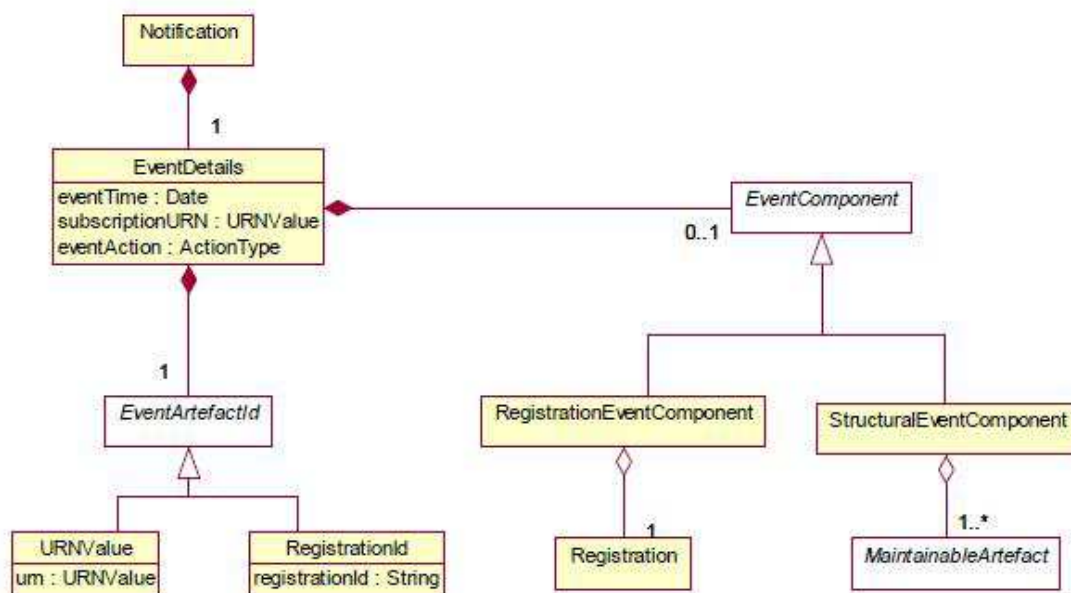 Notification
1
EventDetails
eventTime : Date
subscriptionURN : URNValue
eventAction : ActionType
EventComponent
0..1
1
EventArtefactId
RegistrationEventComponent
StructuralEventComponent
URNValue
urn : URNValue
RegistrationId
registrationId : String
1
Registration
1..*
MaintainableArtefact